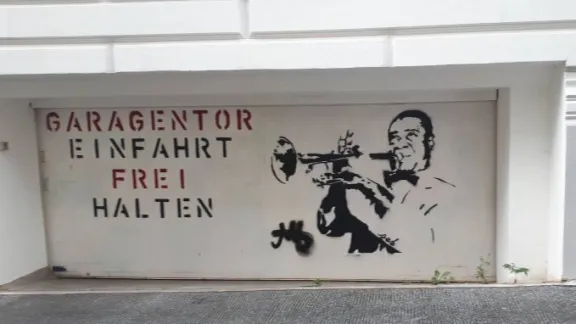 GARAGENTOR
EINFAHRT
FREI
HALTEN